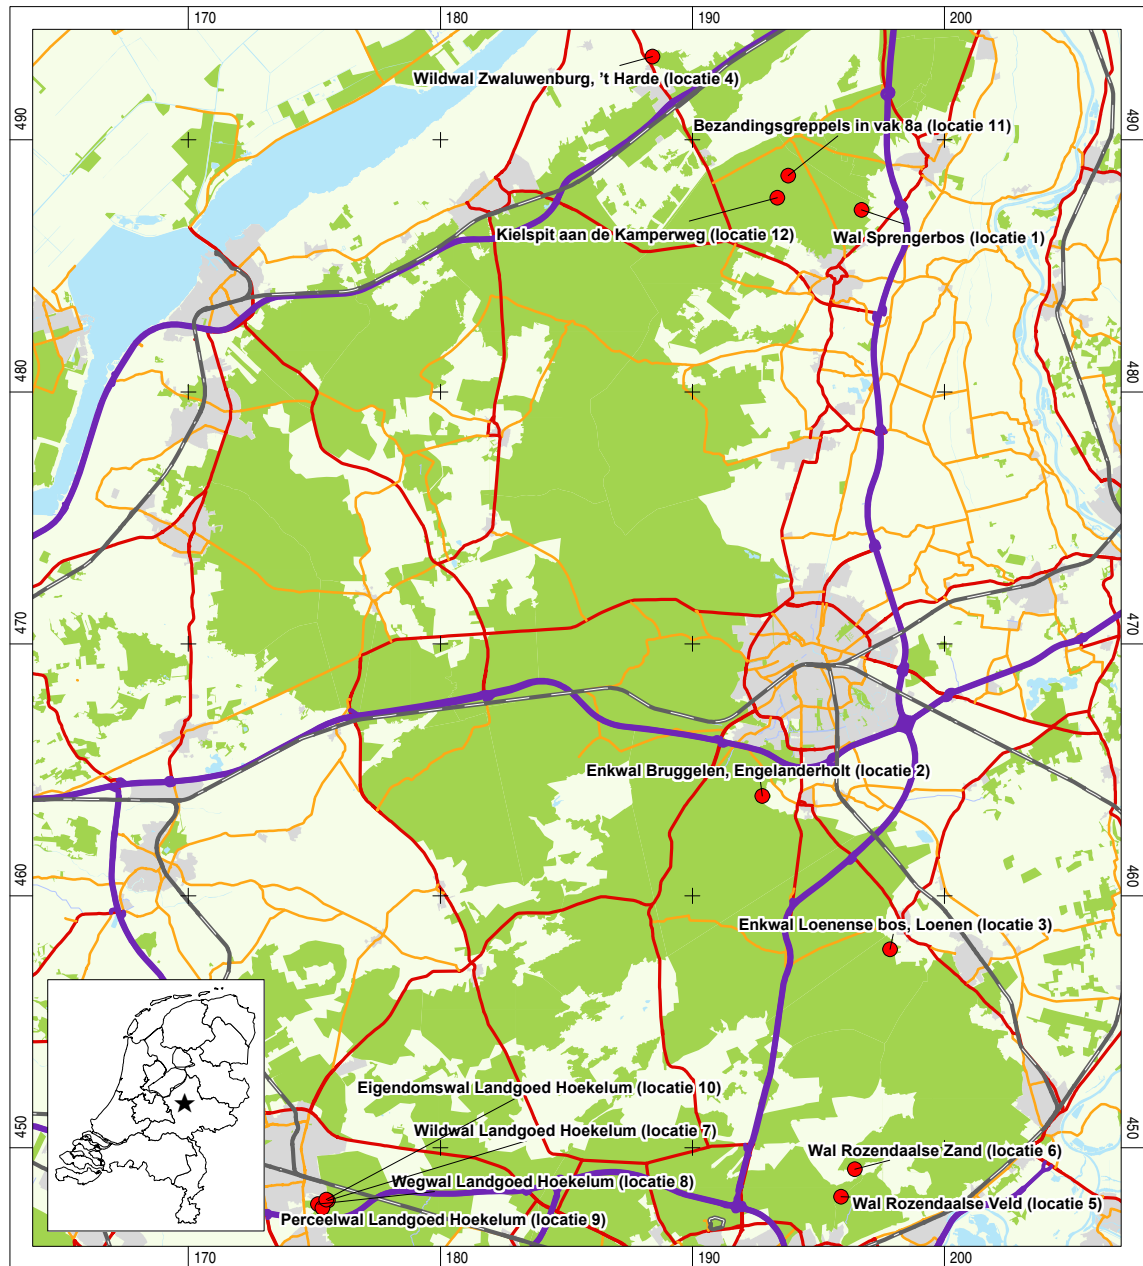 170 180 190 200
Wildwal Zwaluwenburg, 't Harde (locatie 4)
490 490
Bezandingsgreppels in vak 8a (locatie 11)
Kielspit aan de Kamperweg (locatie 12)
Wal Sprengerbos (locatie 1)
480 480
470 470
Enkwal Bruggelen, Engelanderholt (locatie 2)
460 460
Enkwal Loenense bos, Loenen (locatie 3)
Eigendomswal Landgoed Hoekelum (locatie 10)
Wildwal Landgoed Hoekelum (locatie 7)
450 450
Wal Rozendaalse Zand (locatie 6)
Wegwal Landgoed Hoekelum (locatie 8)
Wal Rozendaalse Veld (locatie 5)
Perceelwal Landgoed Hoekelum (locatie 9)
170 180 190 200